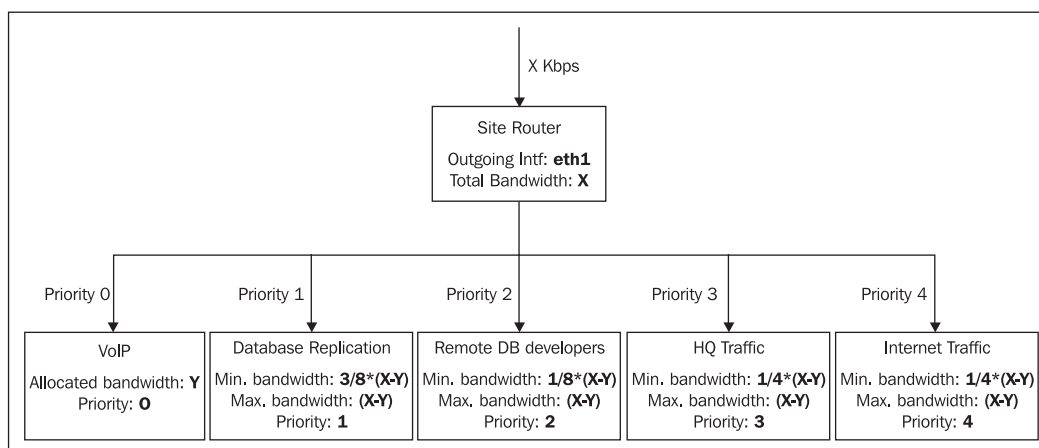 X Kbps
Site Router
Outgoing Intf: eth1
Total Bandwidth: X
Priority 0
Priority 1
Priority 2
Priority 3
Priority 4
VoIP
Allocated bandwidth: Y
Priority: 0
Database Replication
Min. bandwidth: 3/8*(X-Y)
Max. bandwidth: (X-Y)
Priority: 1
Remote DB developers
Min. bandwidth: 1/8*(X-Y)
Max. bandwidth: (X-Y)
Priority: 2
HQ Traffic
Min. bandwidth: 1/4*(X-Y)
Max. bandwidth: (X-Y)
Priority: 3
Internet Traffic
Min. bandwidth: 1/4*(X-Y)
Max. bandwidth: (X-Y)
Priority: 4